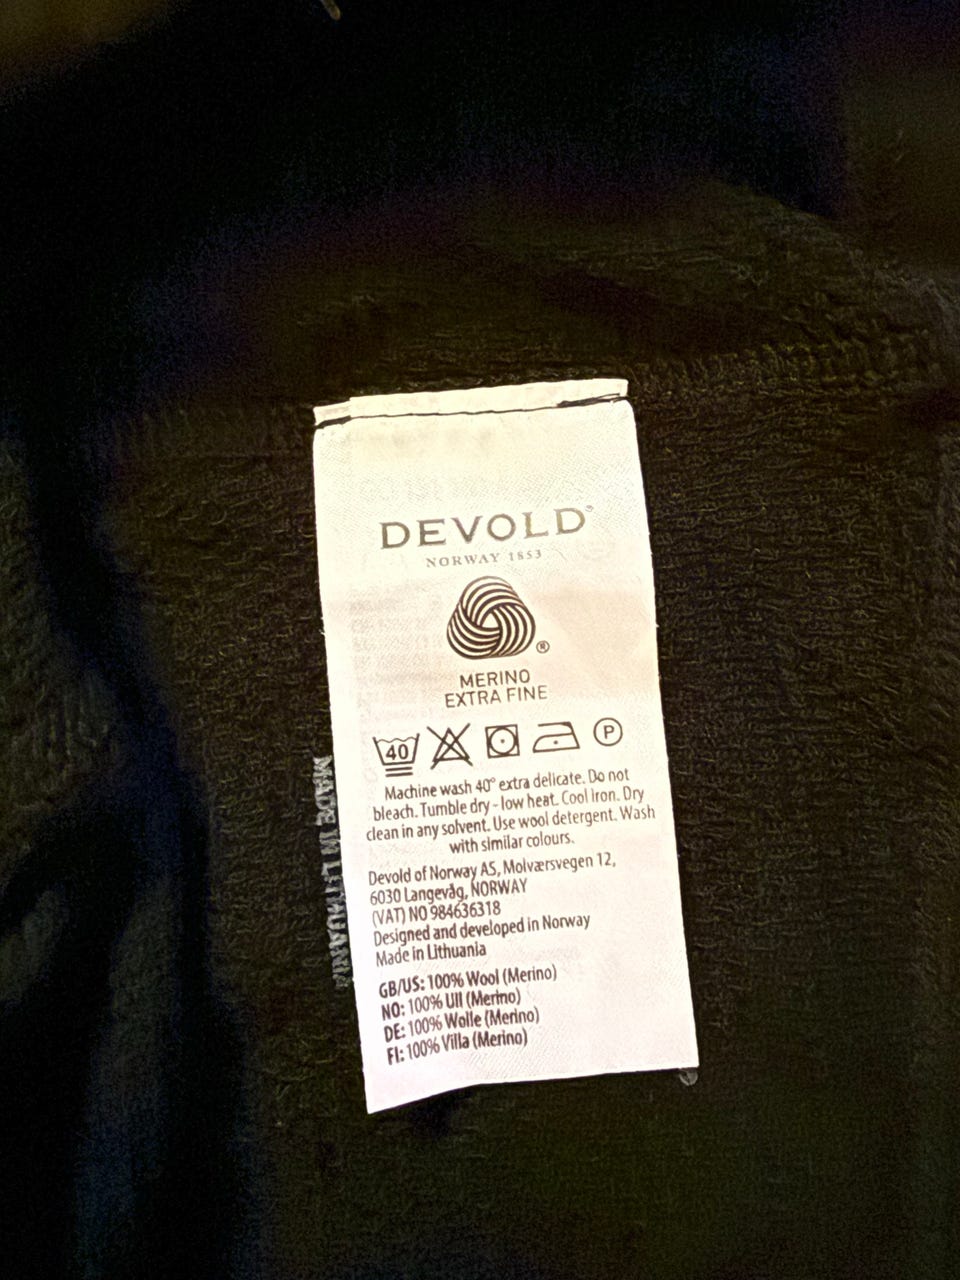 DEVOLD®
NORWAY 1853
®
MERINO
EXTRA FINE
40
P
Machine wash 40° extra delicate. Do not
bleach. Tumble dry - low heat. Cool Iron. Dry
clean in any solvent. Use wool detergent. Wash
with similar colours.
Devold of Norway AS, Molværsvegen 12,
6030 Langevåg, NORWAY
(VAT) NO 984636318
Designed and developed in Norway
Made in Lithuania
GB/US: 100% Wool (Merino)
NO: 100% Ull (Merino)
DE: 100% Wolle (Merino)
FI: 100% Villa (Merino)
MADE IN LITHUANIA